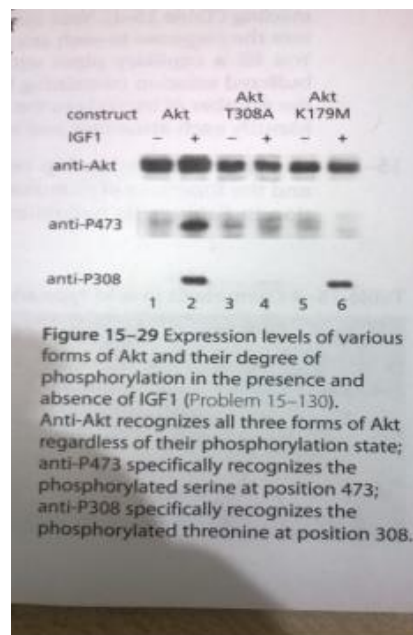 Akt Akt
construct Akt T308A K179M
IGF1 – + – + – +
anti-Akt
anti-P473
anti-P308
1 2 3 4 5 6
Figure 15–29 Expression levels of various
forms of Akt and their degree of
phosphorylation in the presence and
absence of IGF1 (Problem 15–130).
Anti-Akt recognizes all three forms of Akt
regardless of their phosphorylation state;
anti-P473 specifically recognizes the
phosphorylated serine at position 473;
anti-P308 specifically recognizes the
phosphorylated threonine at position 308.